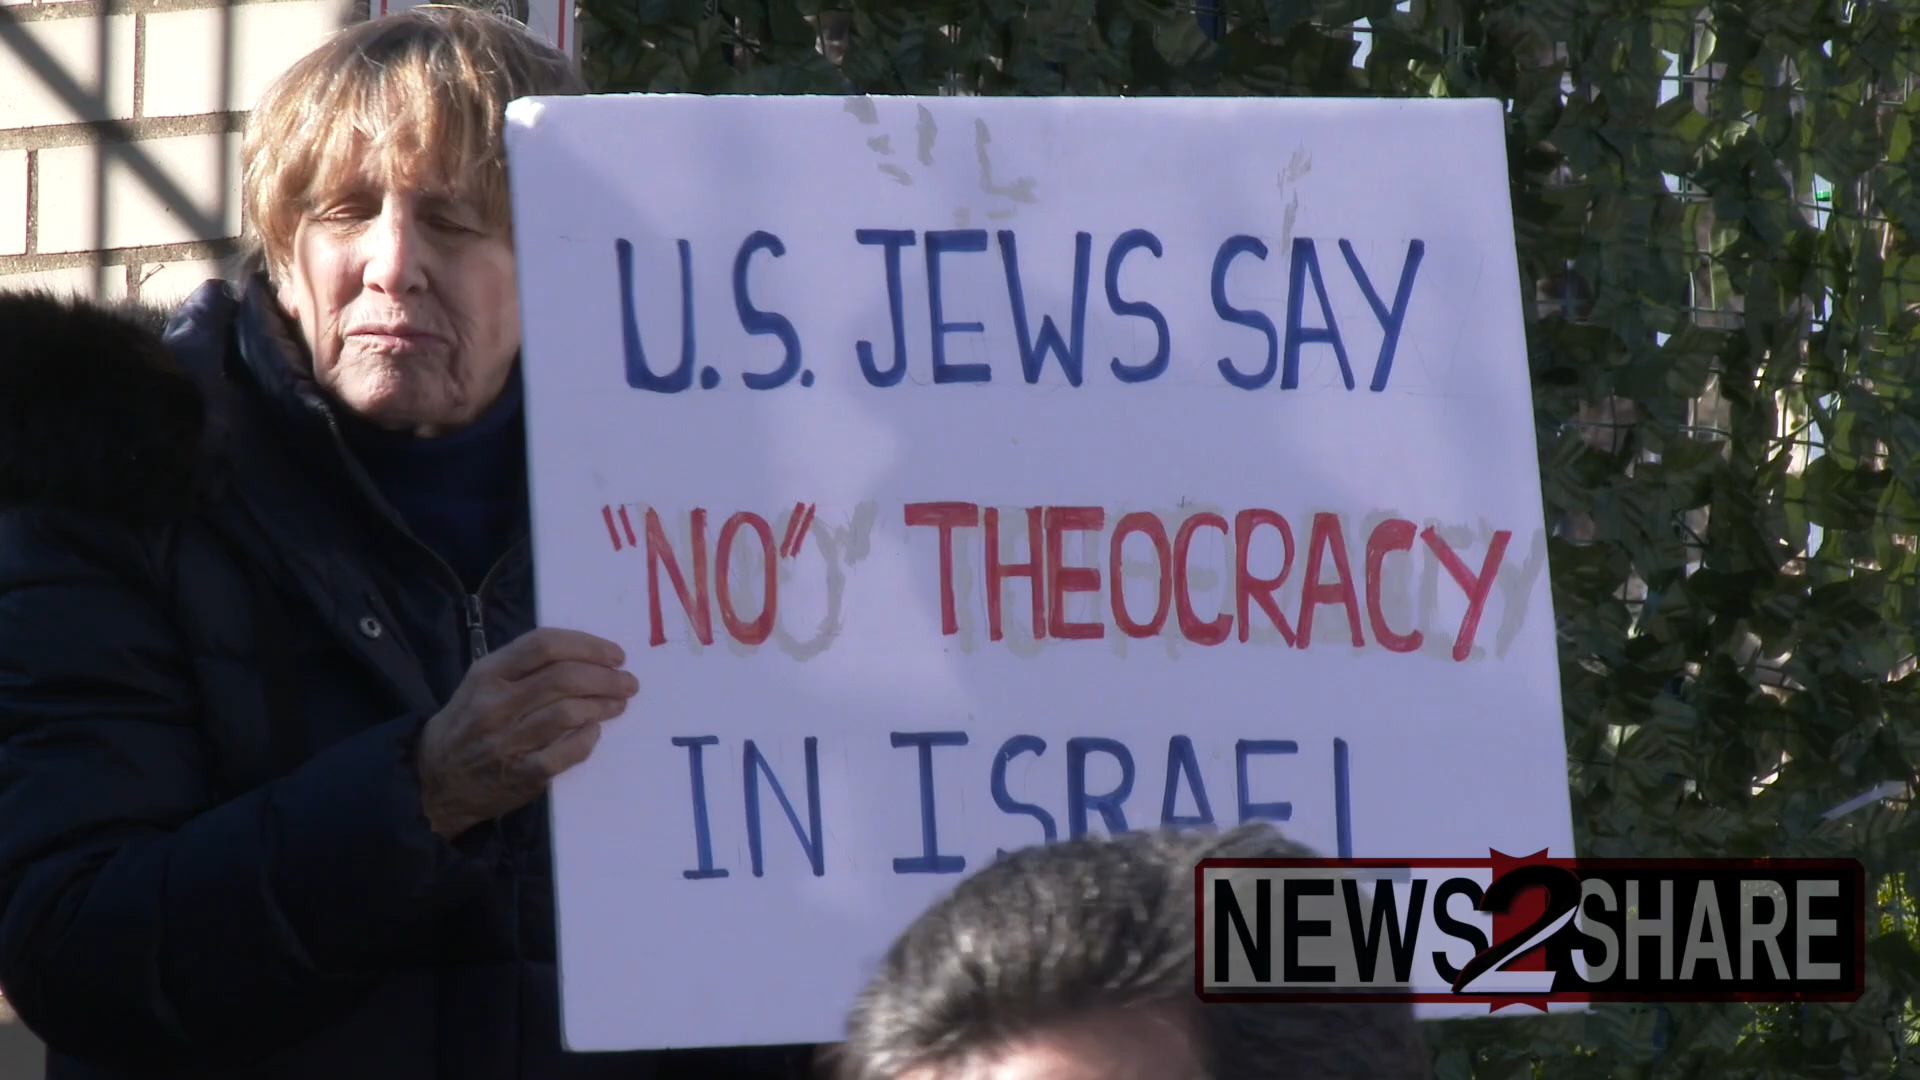 U.S. JEWS SAY
"NO" THEOCRACY
IN ISRAEL
NEWS2SHARE